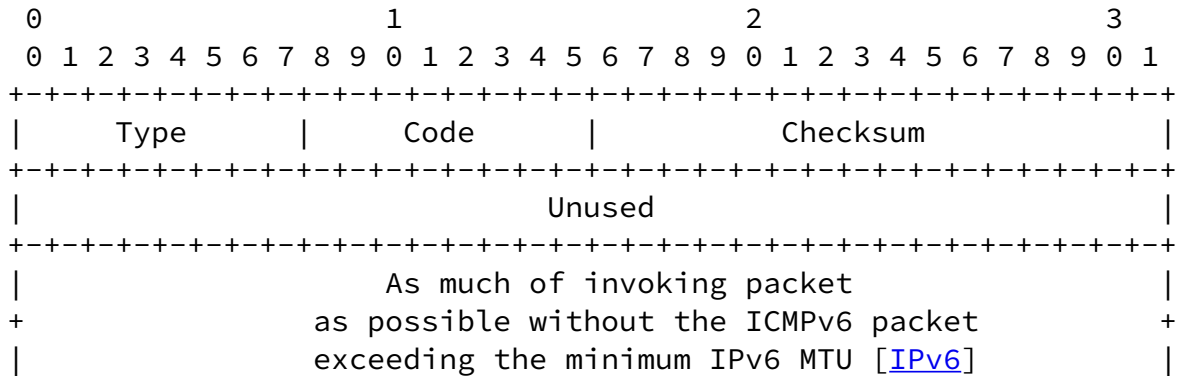 0                   1                   2                   3
 0 1 2 3 4 5 6 7 8 9 0 1 2 3 4 5 6 7 8 9 0 1 2 3 4 5 6 7 8 9 0 1
+-+-+-+-+-+-+-+-+-+-+-+-+-+-+-+-+-+-+-+-+-+-+-+-+-+-+-+-+-+-+-+-+
|     Type      |     Code      |          Checksum             |
+-+-+-+-+-+-+-+-+-+-+-+-+-+-+-+-+-+-+-+-+-+-+-+-+-+-+-+-+-+-+-+-+
|                             Unused                            |
+-+-+-+-+-+-+-+-+-+-+-+-+-+-+-+-+-+-+-+-+-+-+-+-+-+-+-+-+-+-+-+-+
|                    As much of invoking packet                 |
+                as possible without the ICMPv6 packet          +
|                exceeding the minimum IPv6 MTU [IPv6]          |